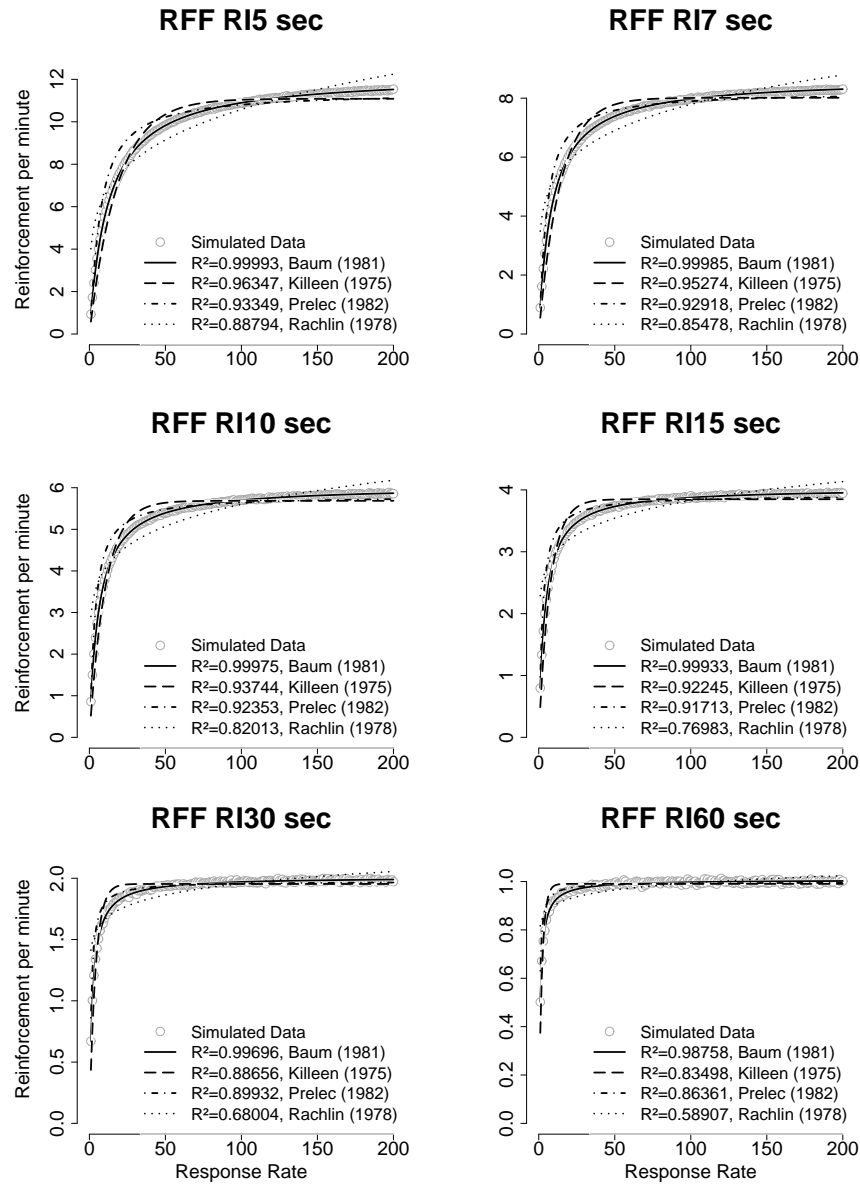 RFF RI5 sec
Reinforcement per minute
0 2 4 6 8 10 12
Simulated Data
R²=0.99993, Baum (1981)
R²=0.96347, Killeen (1975)
R²=0.93349, Prelec (1982)
R²=0.88794, Rachlin (1978)
0 50 100 150 200
RFF RI7 sec
0 2 4 6 8
Simulated Data
R²=0.99985, Baum (1981)
R²=0.95274, Killeen (1975)
R²=0.92918, Prelec (1982)
R²=0.85478, Rachlin (1978)
0 50 100 150 200
RFF RI10 sec
Reinforcement per minute
0 1 2 3 4 5 6
Simulated Data
R²=0.99975, Baum (1981)
R²=0.93744, Killeen (1975)
R²=0.92353, Prelec (1982)
R²=0.82013, Rachlin (1978)
0 50 100 150 200
RFF RI15 sec
0 1 2 3 4
Simulated Data
R²=0.99933, Baum (1981)
R²=0.92245, Killeen (1975)
R²=0.91713, Prelec (1982)
R²=0.76983, Rachlin (1978)
0 50 100 150 200
RFF RI30 sec
Reinforcement per minute
0.0 0.5 1.0 1.5 2.0
Simulated Data
R²=0.99696, Baum (1981)
R²=0.88656, Killeen (1975)
R²=0.89932, Prelec (1982)
R²=0.68004, Rachlin (1978)
0 50 100 150 200
Response Rate
RFF RI60 sec
0.0 0.2 0.4 0.6 0.8 1.0
Simulated Data
R²=0.98758, Baum (1981)
R²=0.83498, Killeen (1975)
R²=0.86361, Prelec (1982)
R²=0.58907, Rachlin (1978)
0 50 100 150 200
Response Rate